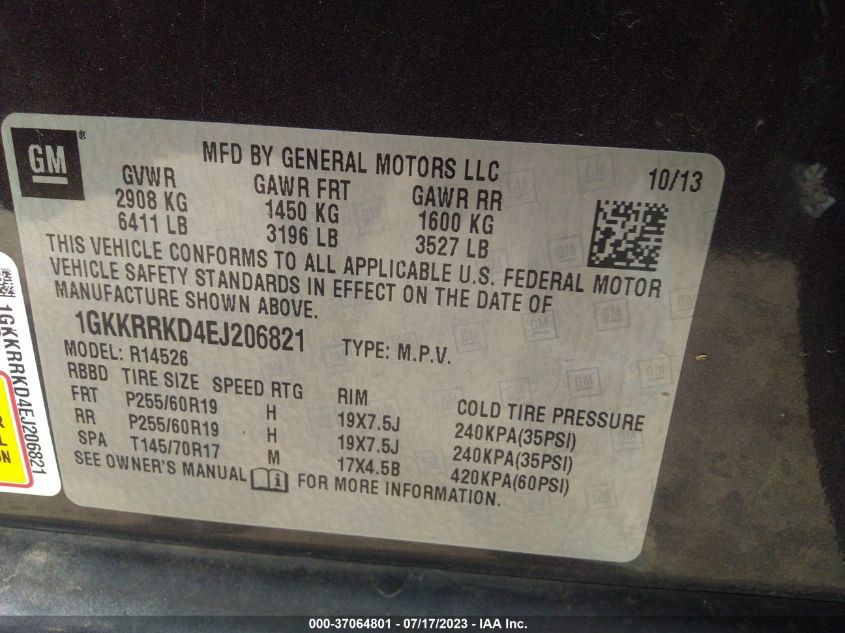 GM ®
MFD BY GENERAL MOTORS LLC
10/13
GVWR GAWR FRT GAWR RR
2908 KG 1450 KG 1600 KG
6411 LB 3196 LB 3527 LB
THIS VEHICLE CONFORMS TO ALL APPLICABLE U.S. FEDERAL MOTOR
VEHICLE SAFETY STANDARDS IN EFFECT ON THE DATE OF
MANUFACTURE SHOWN ABOVE.
1GKKRRKD4EJ206821 TYPE: M.P.V.
MODEL: R14526
RBBD TIRE SIZE SPEED RTG RIM COLD TIRE PRESSURE
FRT P255/60R19 H 19X7.5J 240KPA(35PSI)
RR P255/60R19 H 19X7.5J 240KPA(35PSI)
SPA T145/70R17 M 17X4.5B 420KPA(60PSI)
SEE OWNER'S MANUAL FOR MORE INFORMATION.
1GKKRRKD4EJ206821
000-37064801 - 07/17/2023 - IAA Inc.